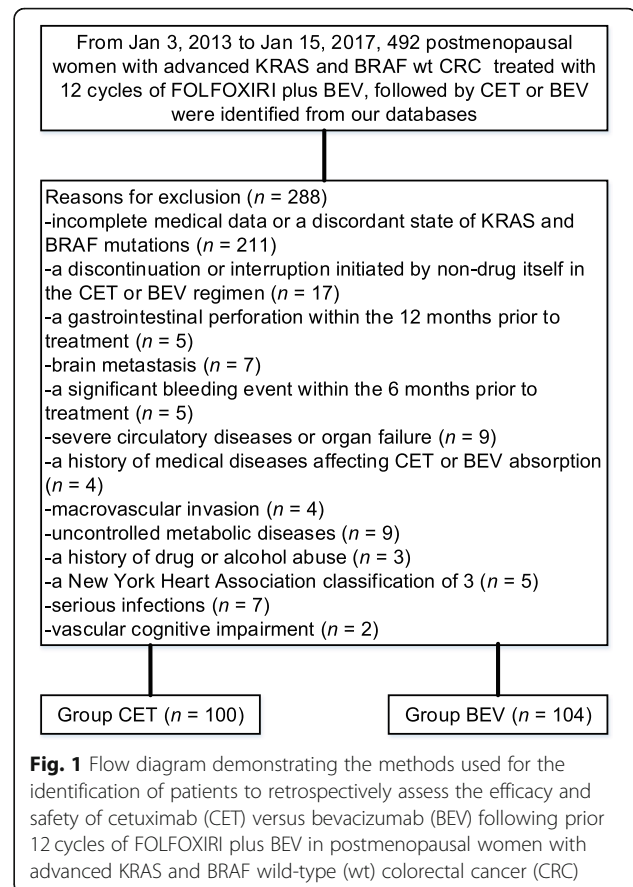 From Jan 3, 2013 to Jan 15, 2017, 492 postmenopausal
women with advanced KRAS and BRAF wt CRC treated with
12 cycles of FOLFOXIRI plus BEV, followed by CET or BEV
were identified from our databases
Reasons for exclusion (n = 288)
-incomplete medical data or a discordant state of KRAS and
BRAF mutations (n = 211)
-a discontinuation or interruption initiated by non-drug itself in
the CET or BEV regimen (n = 17)
-a gastrointestinal perforation within the 12 months prior to
treatment (n = 5)
-brain metastasis (n = 7)
-a significant bleeding event within the 6 months prior to
treatment (n = 5)
-severe circulatory diseases or organ failure (n = 9)
-a history of medical diseases affecting CET or BEV absorption
(n = 4)
-macrovascular invasion (n = 4)
-uncontrolled metabolic diseases (n = 9)
-a history of drug or alcohol abuse (n = 3)
-a New York Heart Association classification of 3 (n = 5)
-serious infections (n = 7)
-vascular cognitive impairment (n = 2)
Group CET (n = 100)
Group BEV (n = 104)
Fig. 1 Flow diagram demonstrating the methods used for the
identification of patients to retrospectively assess the efficacy and
safety of cetuximab (CET) versus bevacizumab (BEV) following prior
12 cycles of FOLFOXIRI plus BEV in postmenopausal women with
advanced KRAS and BRAF wild-type (wt) colorectal cancer (CRC)